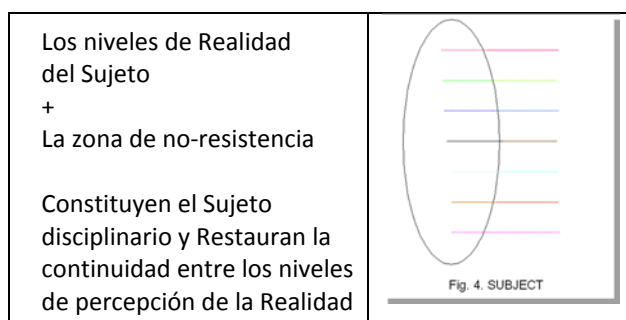 Los niveles de Realidad
del Sujeto
+
La zona de no-resistencia
Constituyen el Sujeto
disciplinario y Restauran la
continuidad entre los niveles
de percepción de la Realidad
Fig. 4. SUBJECT